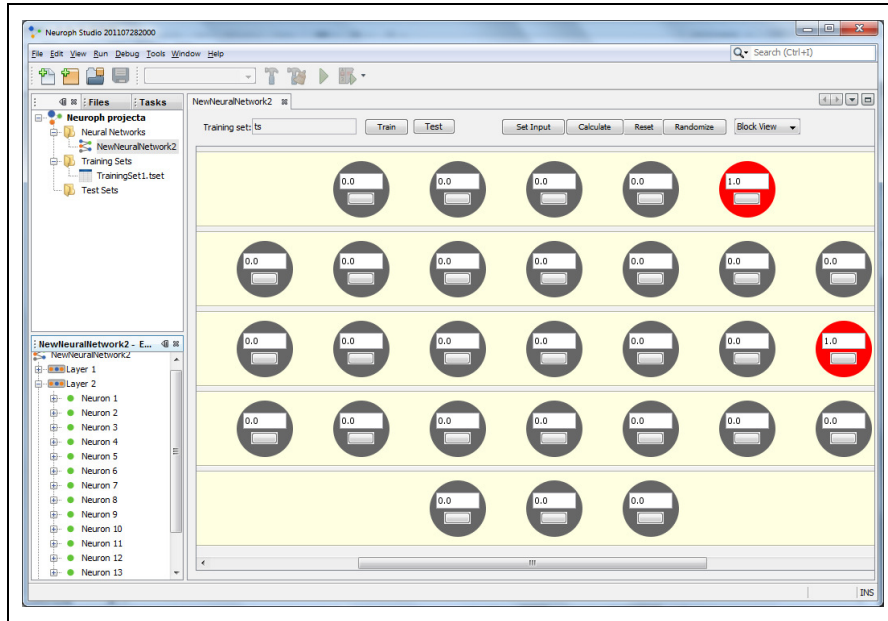 Neuroph Studio 201107282000
File Edit View Run Debug Tools Window Help
Search (Ctrl+I)
Files Tasks
NewNeuralNetwork2
Neuroph projecta
Neural Networks
NewNeuralNetwork2
Training Sets
TrainingSet1.tset
Test Sets
Training set: ts Train Test Set Input Calculate Reset Randomize Block View
0.0 0.0 0.0 0.0 1.0
0.0 0.0 0.0 0.0 0.0 0.0 0.0
0.0 0.0 0.0 0.0 0.0 0.0 1.0
0.0 0.0 0.0 0.0 0.0 0.0 0.0
0.0 0.0 0.0
NewNeuralNetwork2 - E...
NewNeuralNetwork2
Layer 1
Layer 2
Neuron 1
Neuron 2
Neuron 3
Neuron 4
Neuron 5
Neuron 6
Neuron 7
Neuron 8
Neuron 9
Neuron 10
Neuron 11
Neuron 12
Neuron 13
INS